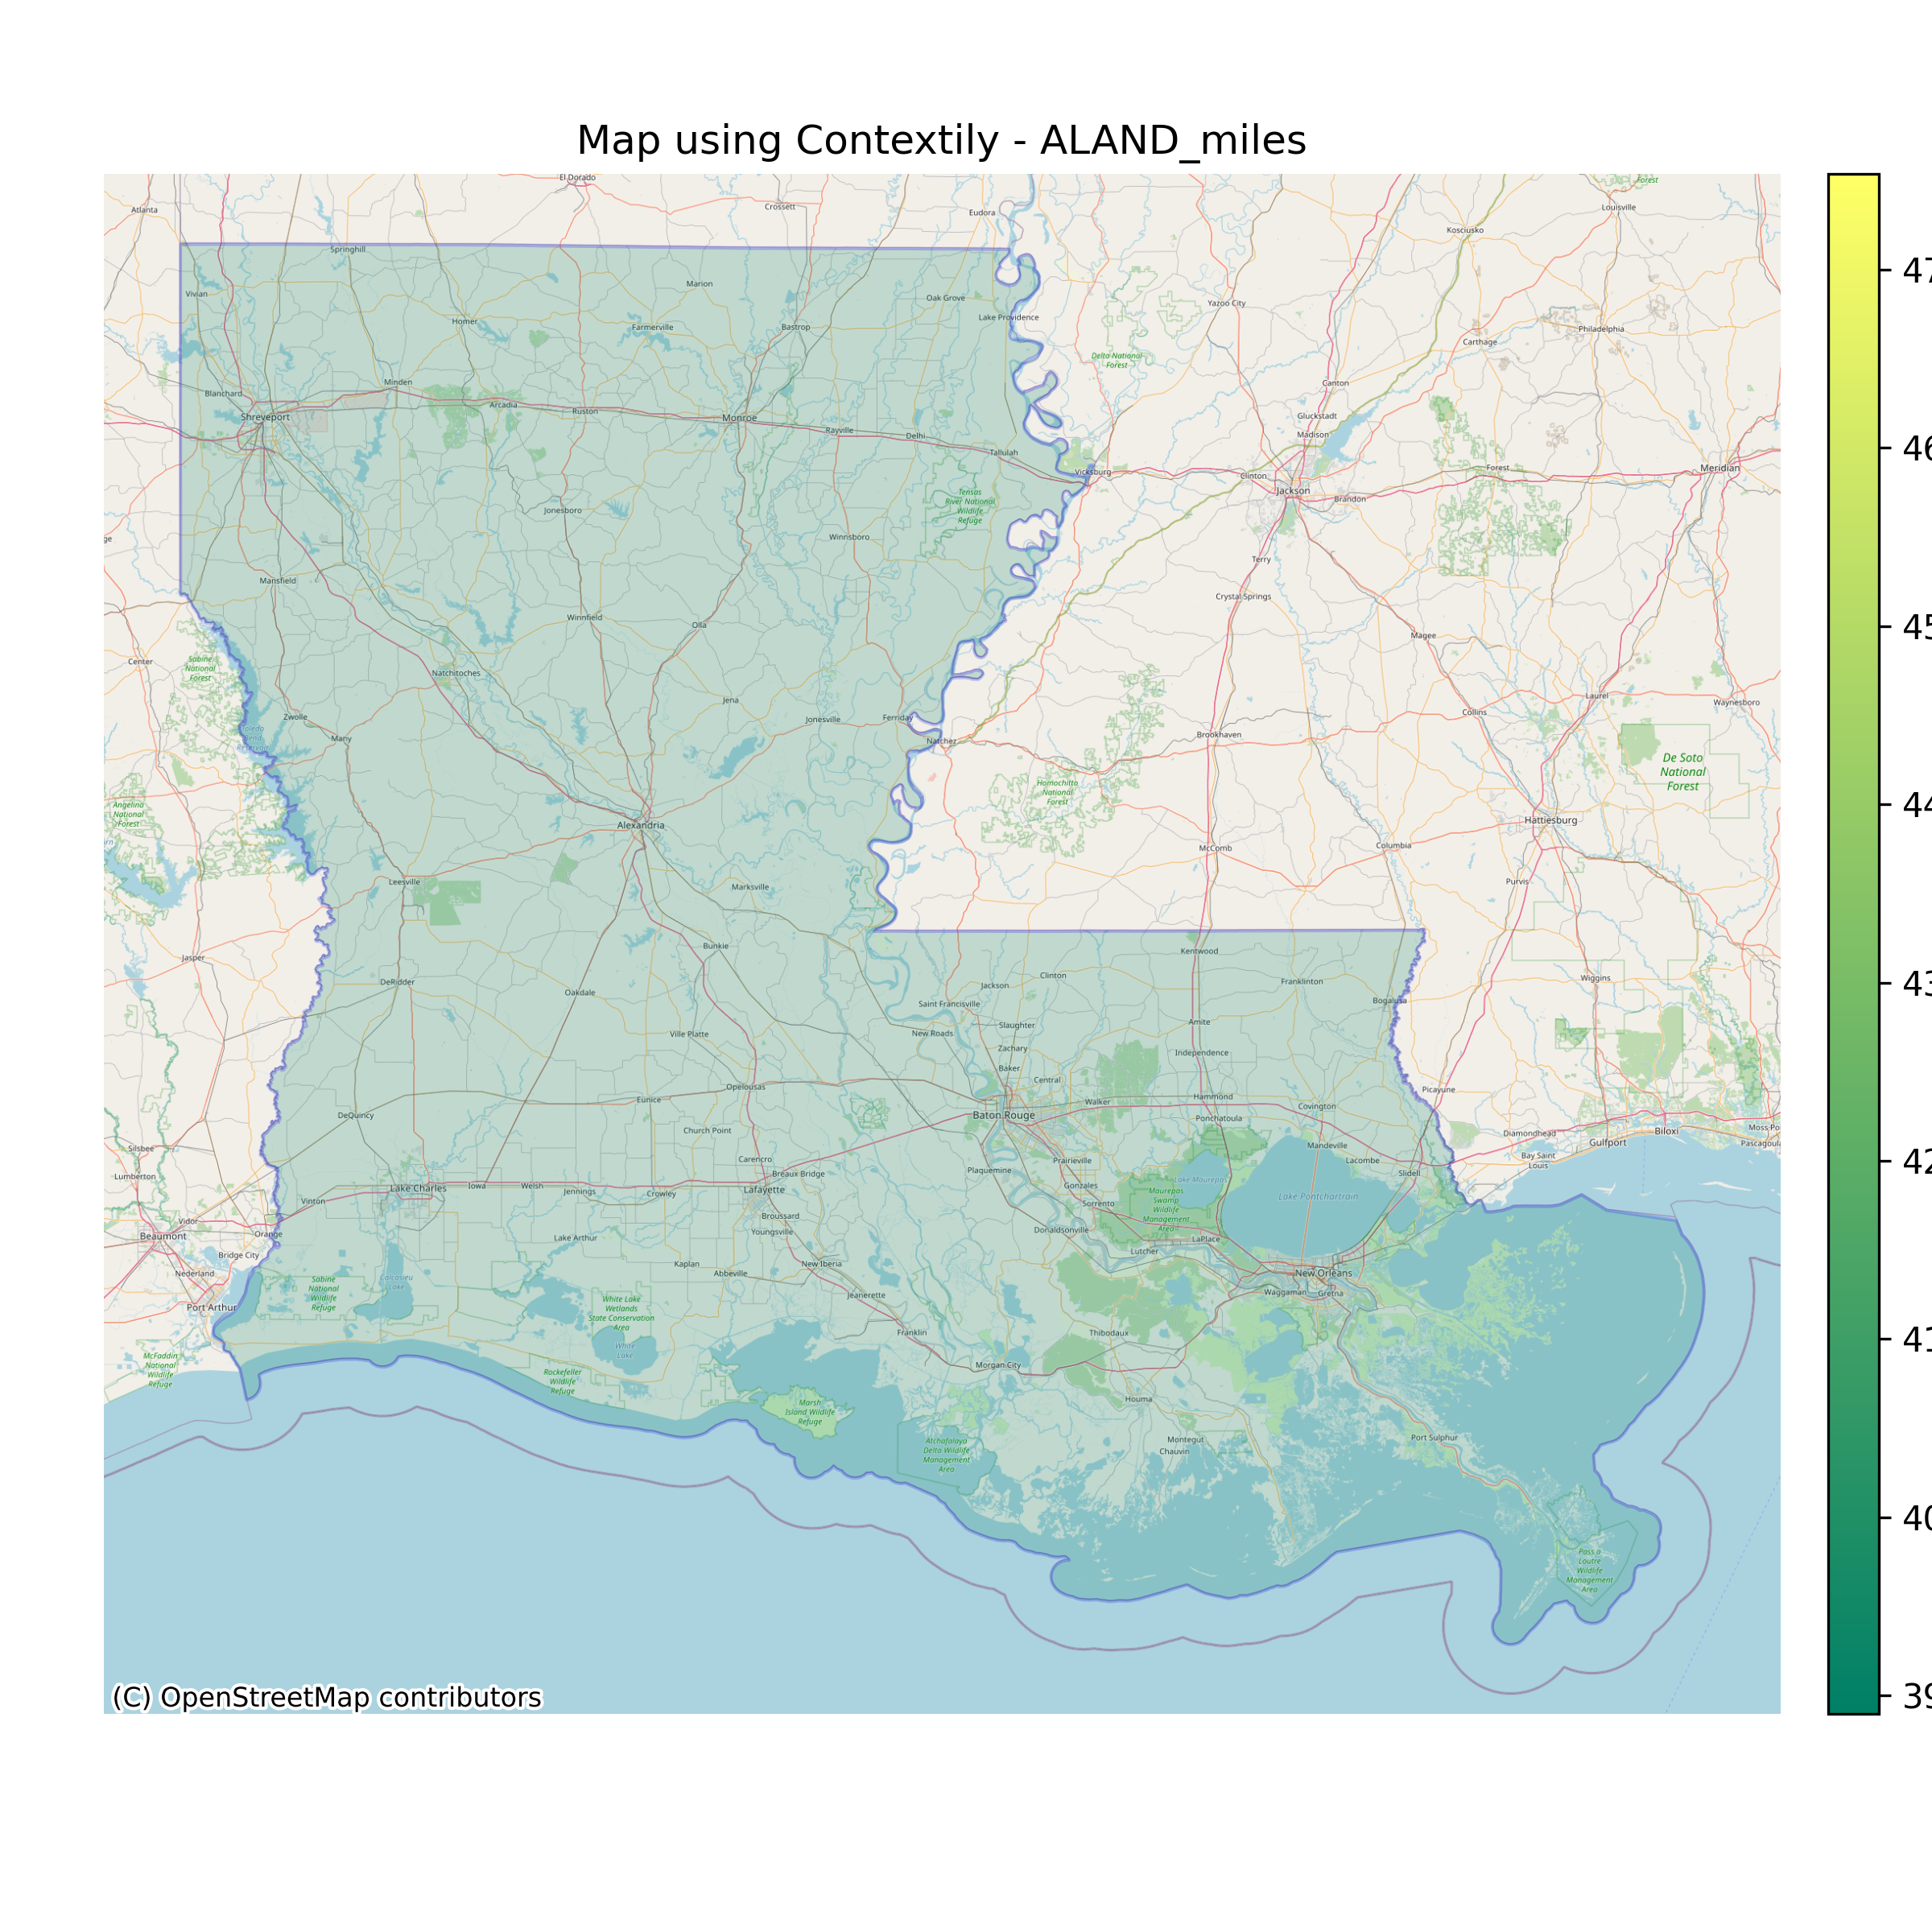 Map using Contextily - ALAND_miles
El Dorado
Atlanta
Crossett
Eudora
Forest
Louisville
Kosciusko
Springhill
Vivian
Marion
Oak Grove
Yazoo City
Homer
Farmerville
Bastrop
Lake Providence
Philadelphia
Carthage
Delta National
Forest
Blanchard
Minden
Canton
Shreveport
Arcadia
Ruston
Monroe
Gluckstadt
Rayville
Delhi
Madison
Tallulah
Vicksburg
Clinton
Forest
Meridian
Jackson
Brandon
Tensas
River National
Wildlife
Refuge
Jonesboro
Winnsboro
Terry
Mansfield
Crystal Springs
Winnfield
Olla
Magee
Center
Sabine
National
Forest
Natchitoches
Jena
Laurel
Waynesboro
Zwolle
Jonesville
Ferriday
Collins
Many
Natchez
Brookhaven
Toledo
Bend
Reservoir
De Soto
National
Forest
Homochitto
National
Forest
Angelina
National
Forest
Alexandria
Hattiesburg
McComb
Columbia
Leesville
Marksville
Purvis
Bunkie
Kentwood
Jasper
DeRidder
Oakdale
Clinton
Jackson
Franklinton
Wiggins
Saint Francisville
Bogalusa
Ville Platte
New Roads
Slaughter
Amite
Zachary
Independence
Baker
Central
Opelousas
Picayune
Eunice
Walker
Hammond
DeQuincy
Baton Rouge
Ponchatoula
Covington
Church Point
Diamondhead
Gulfport
Biloxi
Moss Po
Pascagoula
Silsbee
Mandeville
Bay Saint
Louis
Carencro
Prairieville
Lacombe
Lumberton
Breaux Bridge
Plaquemine
Slidell
Lake Charles
Iowa
Welsh
Jennings
Crowley
Lafayette
Gonzales
Lake Maurepas
Lake Pontchartrain
Vinton
Sorrento
Maurepas
Swamp
Wildlife
Management
Area
Vidor
Broussard
Beaumont
Orange
Youngsville
Donaldsonville
Lake Arthur
LaPlace
Bridge City
Lutcher
Nederland
Kaplan
Abbeville
New Iberia
New Orleans
Port Arthur
Sabine
National
Wildlife
Refuge
Calcasieu
Lake
Waggaman
Gretna
Jeanerette
White Lake
Wetlands
State Conservation
Area
Franklin
Thibodaux
White
Lake
McFaddin
National
Wildlife
Refuge
Rockefeller
Wildlife
Refuge
Morgan City
Houma
Marsh
Island Wildlife
Refuge
Montegut
Chauvin
Port Sulphur
Atchafalaya
Delta Wildlife
Management
Area
Pass a
Loutre
Wildlife
Management
Area
(C) OpenStreetMap contributors
47
46
45
44
43
42
41
40
39